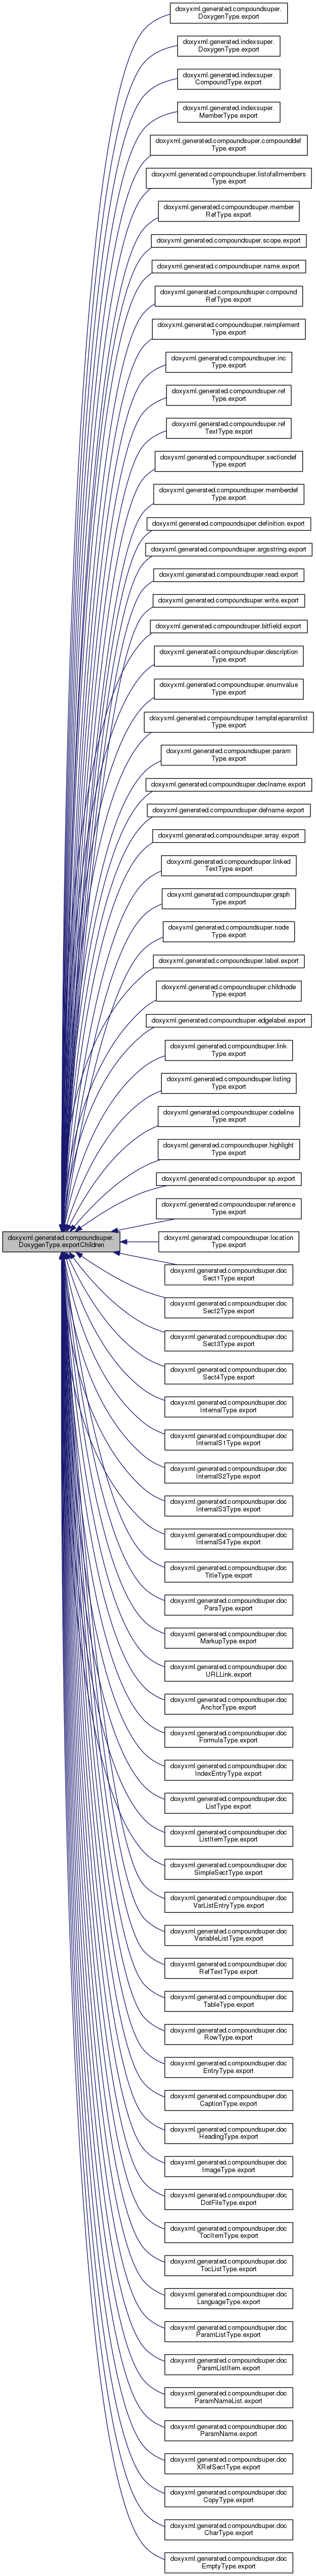 doxyxml.generated.compoundsuper.
DoxygenType.export
doxyxml.generated.indexsuper.
DoxygenType.export
doxyxml.generated.indexsuper.
CompoundType.export
doxyxml.generated.indexsuper.
MemberType.export
doxyxml.generated.compoundsuper.compounddef
Type.export
doxyxml.generated.compoundsuper.listofallmembers
Type.export
doxyxml.generated.compoundsuper.member
RefType.export
doxyxml.generated.compoundsuper.scope.export
doxyxml.generated.compoundsuper.name.export
doxyxml.generated.compoundsuper.compound
RefType.export
doxyxml.generated.compoundsuper.reimplement
Type.export
doxyxml.generated.compoundsuper.inc
Type.export
doxyxml.generated.compoundsuper.ref
Type.export
doxyxml.generated.compoundsuper.ref
TextType.export
doxyxml.generated.compoundsuper.sectiondef
Type.export
doxyxml.generated.compoundsuper.memberdef
Type.export
doxyxml.generated.compoundsuper.definition.export
doxyxml.generated.compoundsuper.argsstring.export
doxyxml.generated.compoundsuper.read.export
doxyxml.generated.compoundsuper.write.export
doxyxml.generated.compoundsuper.bitfield.export
doxyxml.generated.compoundsuper.description
Type.export
doxyxml.generated.compoundsuper.enumvalue
Type.export
doxyxml.generated.compoundsuper.templateparamlist
Type.export
doxyxml.generated.compoundsuper.param
Type.export
doxyxml.generated.compoundsuper.declname.export
doxyxml.generated.compoundsuper.defname.export
doxyxml.generated.compoundsuper.array.export
doxyxml.generated.compoundsuper.linked
TextType.export
doxyxml.generated.compoundsuper.graph
Type.export
doxyxml.generated.compoundsuper.node
Type.export
doxyxml.generated.compoundsuper.label.export
doxyxml.generated.compoundsuper.childnode
Type.export
doxyxml.generated.compoundsuper.edgelabel.export
doxyxml.generated.compoundsuper.link
Type.export
doxyxml.generated.compoundsuper.listing
Type.export
doxyxml.generated.compoundsuper.codeline
Type.export
doxyxml.generated.compoundsuper.highlight
Type.export
doxyxml.generated.compoundsuper.sp.export
doxyxml.generated.compoundsuper.reference
Type.export
doxyxml.generated.compoundsuper.
DoxygenType.exportChildren
doxyxml.generated.compoundsuper.location
Type.export
doxyxml.generated.compoundsuper.doc
Sect1Type.export
doxyxml.generated.compoundsuper.doc
Sect2Type.export
doxyxml.generated.compoundsuper.doc
Sect3Type.export
doxyxml.generated.compoundsuper.doc
Sect4Type.export
doxyxml.generated.compoundsuper.doc
InternalType.export
doxyxml.generated.compoundsuper.doc
InternalS1Type.export
doxyxml.generated.compoundsuper.doc
InternalS2Type.export
doxyxml.generated.compoundsuper.doc
InternalS3Type.export
doxyxml.generated.compoundsuper.doc
InternalS4Type.export
doxyxml.generated.compoundsuper.doc
TitleType.export
doxyxml.generated.compoundsuper.doc
ParaType.export
doxyxml.generated.compoundsuper.doc
MarkupType.export
doxyxml.generated.compoundsuper.doc
URLLink.export
doxyxml.generated.compoundsuper.doc
AnchorType.export
doxyxml.generated.compoundsuper.doc
FormulaType.export
doxyxml.generated.compoundsuper.doc
IndexEntryType.export
doxyxml.generated.compoundsuper.doc
ListType.export
doxyxml.generated.compoundsuper.doc
ListItemType.export
doxyxml.generated.compoundsuper.doc
SimpleSectType.export
doxyxml.generated.compoundsuper.doc
VarListEntryType.export
doxyxml.generated.compoundsuper.doc
VariableListType.export
doxyxml.generated.compoundsuper.doc
RefTextType.export
doxyxml.generated.compoundsuper.doc
TableType.export
doxyxml.generated.compoundsuper.doc
RowType.export
doxyxml.generated.compoundsuper.doc
EntryType.export
doxyxml.generated.compoundsuper.doc
CaptionType.export
doxyxml.generated.compoundsuper.doc
HeadingType.export
doxyxml.generated.compoundsuper.doc
ImageType.export
doxyxml.generated.compoundsuper.doc
DotFileType.export
doxyxml.generated.compoundsuper.doc
TocItemType.export
doxyxml.generated.compoundsuper.doc
TocListType.export
doxyxml.generated.compoundsuper.doc
LanguageType.export
doxyxml.generated.compoundsuper.doc
ParamListType.export
doxyxml.generated.compoundsuper.doc
ParamListItem.export
doxyxml.generated.compoundsuper.doc
ParamNameList.export
doxyxml.generated.compoundsuper.doc
ParamName.export
doxyxml.generated.compoundsuper.doc
XRefSectType.export
doxyxml.generated.compoundsuper.doc
CopyType.export
doxyxml.generated.compoundsuper.doc
CharType.export
doxyxml.generated.compoundsuper.doc
EmptyType.export